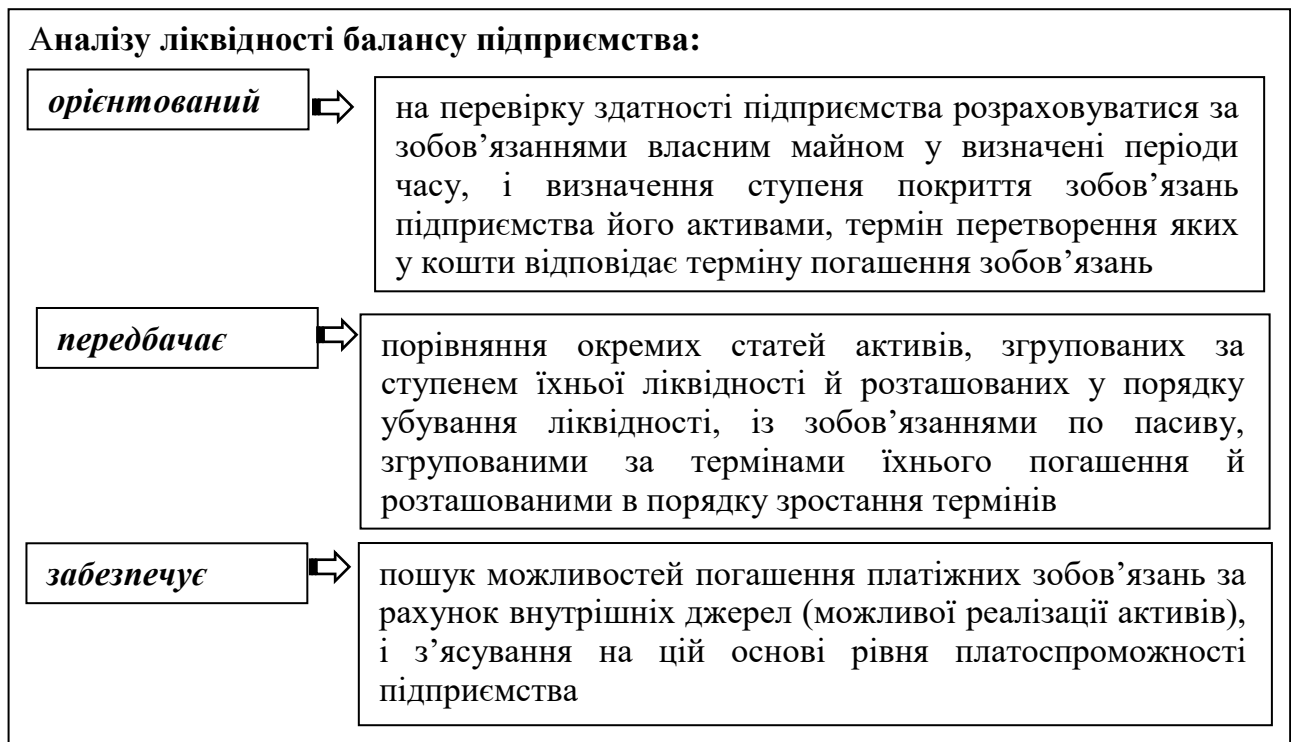 Аналізу ліквідності балансу підприємства:
орієнтований
на перевірку здатності підприємства розраховуватися за
зобов’язаннями власним майном у визначені періоди
часу, і визначення ступеня покриття зобов’язань
підприємства його активами, термін перетворення яких
у кошти відповідає терміну погашення зобов’язань
передбачає
порівняння окремих статей активів, згрупованих за
ступенем їхньої ліквідності й розташованих у порядку
убування ліквідності, із зобов’язаннями по пасиву,
згрупованими за термінами їхнього погашення й
розташованими в порядку зростання термінів
забезпечує
пошук можливостей погашення платіжних зобов’язань за
рахунок внутрішніх джерел (можливої реалізації активів),
і з’ясування на цій основі рівня платоспроможності
підприємства